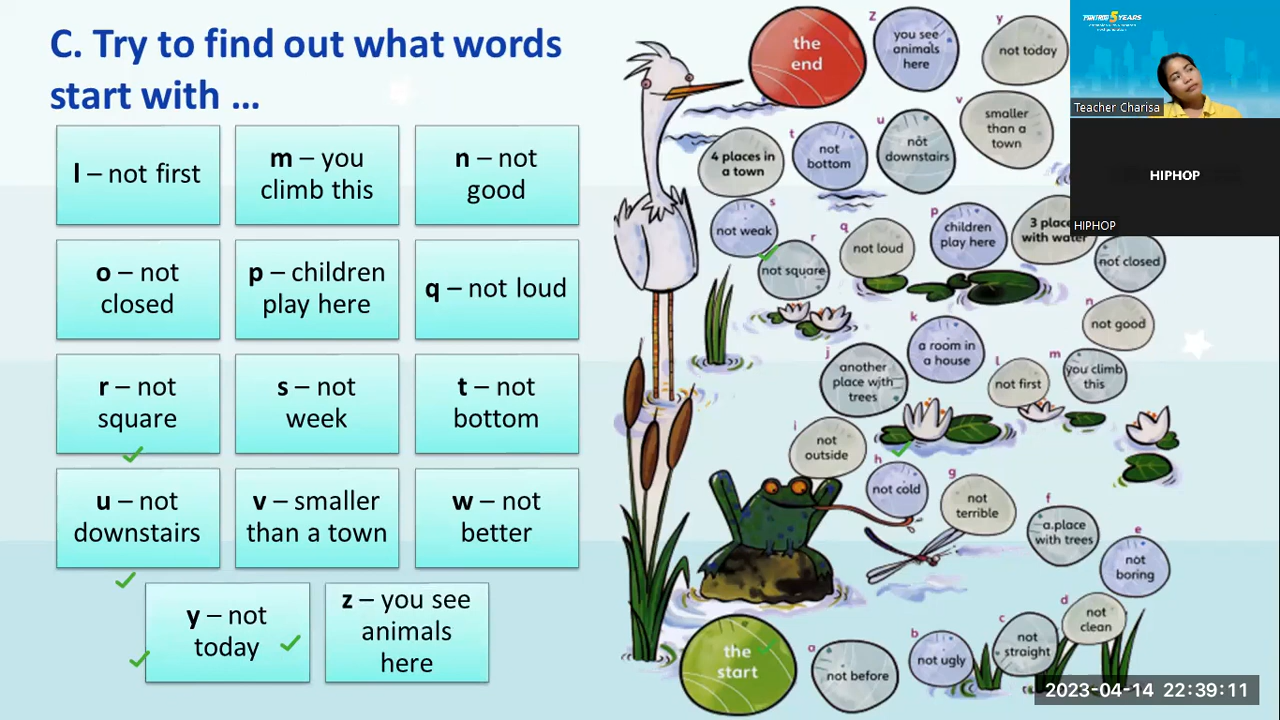 C. Try to find out what words
start with ...
l – not first
m – you
climb this
n – not
good
o – not
closed
p – children
play here
q – not loud
r – not
square
s – not
week
t – not
bottom
u – not
downstairs
v – smaller
than a town
w – not
better
y – not
today
z – you see
animals
here
the
end
z
you see
animals
here
y
not today
4 places in
a town
t
not
bottom
u
not
downstairs
v
smaller
than a
town
s
not weak
r
not square
q
not loud
p
children
play here
3
with water
not closed
n
not good
j
another
place with
trees
k
a room in
a house
l
not first
m
you climb
this
i
not
outside
h
not cold
g
not
terrible
f
a place
with trees
e
not
boring
the
start
a
not before
b
not ugly
c
not
straight
d
not
clean
5 YEARS
Teacher Charisa
HIPHOP
HIPHOP
2023-04-14 22:39:11